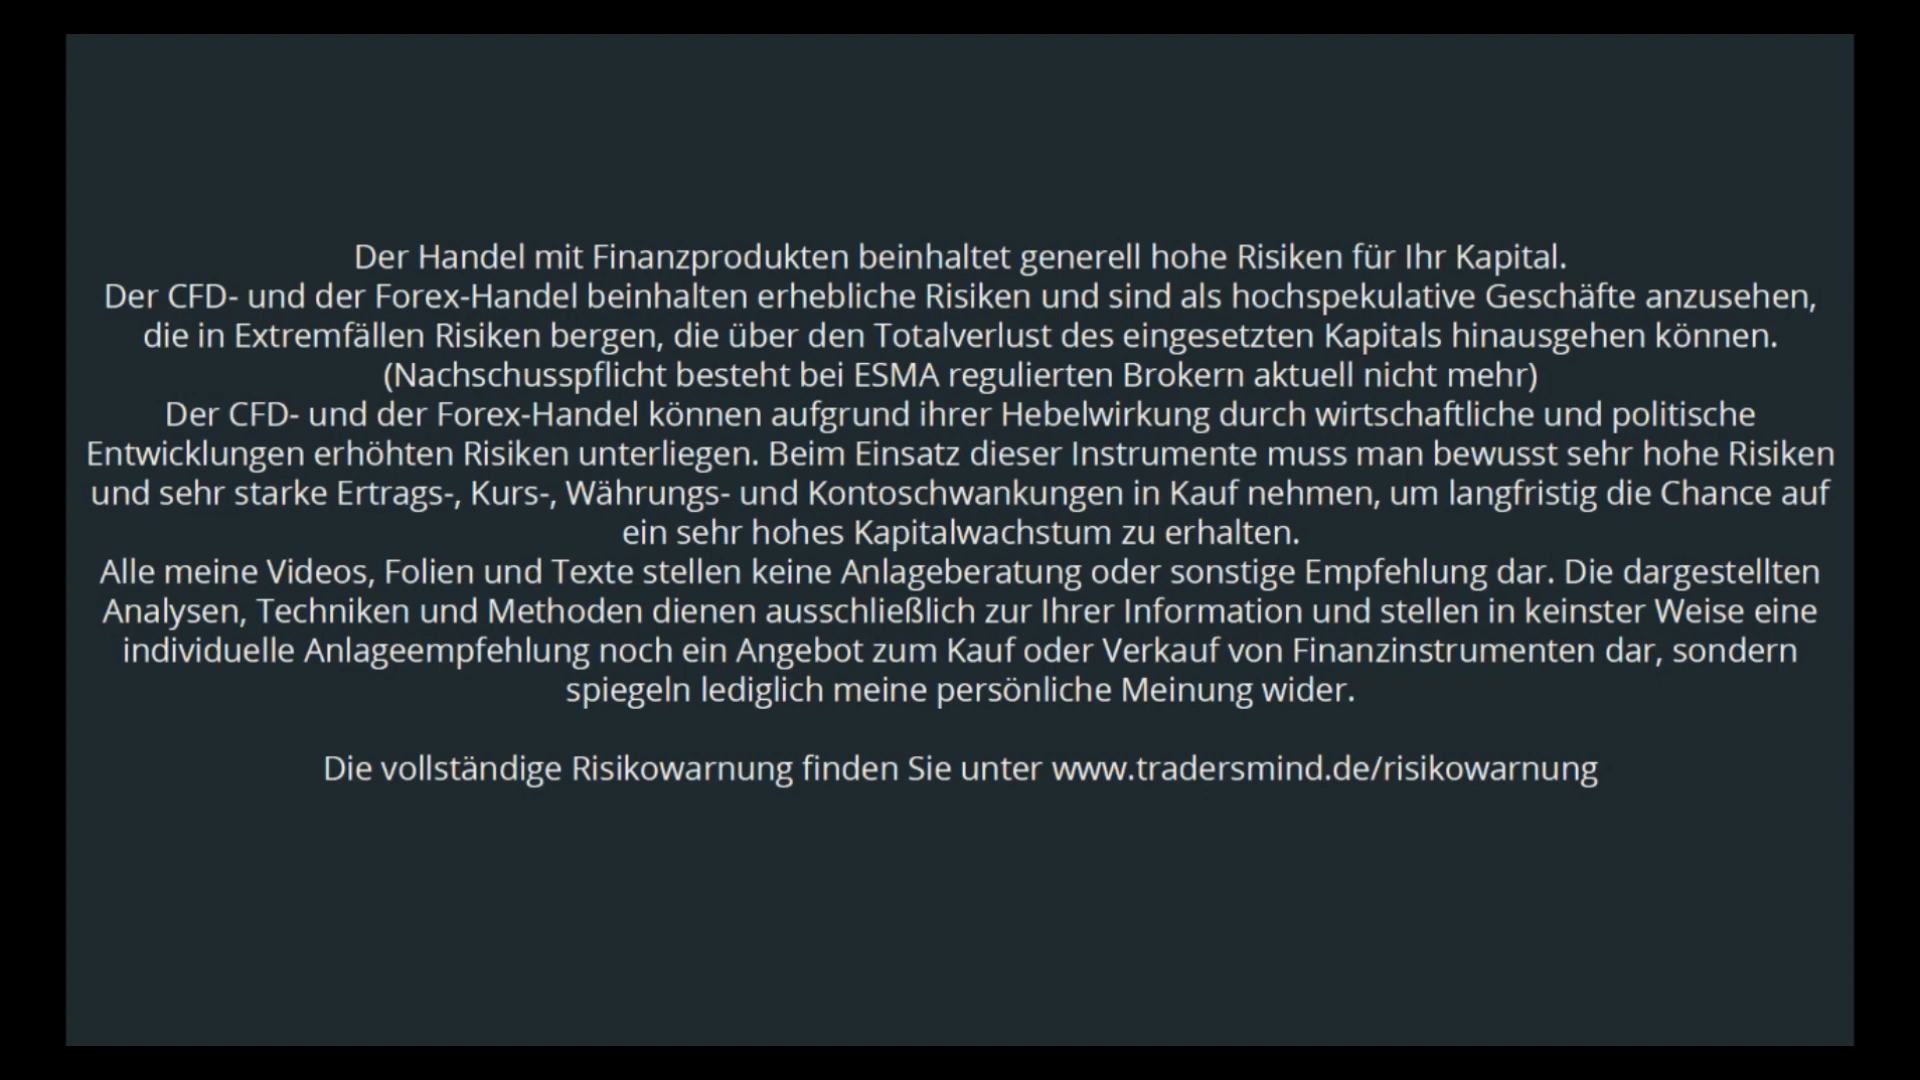 Der Handel mit Finanzprodukten beinhaltet generell hohe Risiken für Ihr Kapital.
Der CFD- und der Forex-Handel beinhalten erhebliche Risiken und sind als hochspekulative Geschäfte anzusehen,
die in Extremfällen Risiken bergen, die über den Totalverlust des eingesetzten Kapitals hinausgehen können.
(Nachschusspflicht besteht bei ESMA regulierten Brokern aktuell nicht mehr)
Der CFD- und der Forex-Handel können aufgrund ihrer Hebelwirkung durch wirtschaftliche und politische
Entwicklungen erhöhten Risiken unterliegen. Beim Einsatz dieser Instrumente muss man bewusst sehr hohe Risiken
und sehr starke Ertrags-, Kurs-, Währungs- und Kontoschwankungen in Kauf nehmen, um langfristig die Chance auf
ein sehr hohes Kapitalwachstum zu erhalten.
Alle meine Videos, Folien und Texte stellen keine Anlageberatung oder sonstige Empfehlung dar. Die dargestellten
Analysen, Techniken und Methoden dienen ausschließlich zur Ihrer Information und stellen in keinster Weise eine
individuelle Anlageempfehlung noch ein Angebot zum Kauf oder Verkauf von Finanzinstrumenten dar, sondern
spiegeln lediglich meine persönliche Meinung wider.
Die vollständige Risikowarnung finden Sie unter www.tradersmind.de/risikowarnung